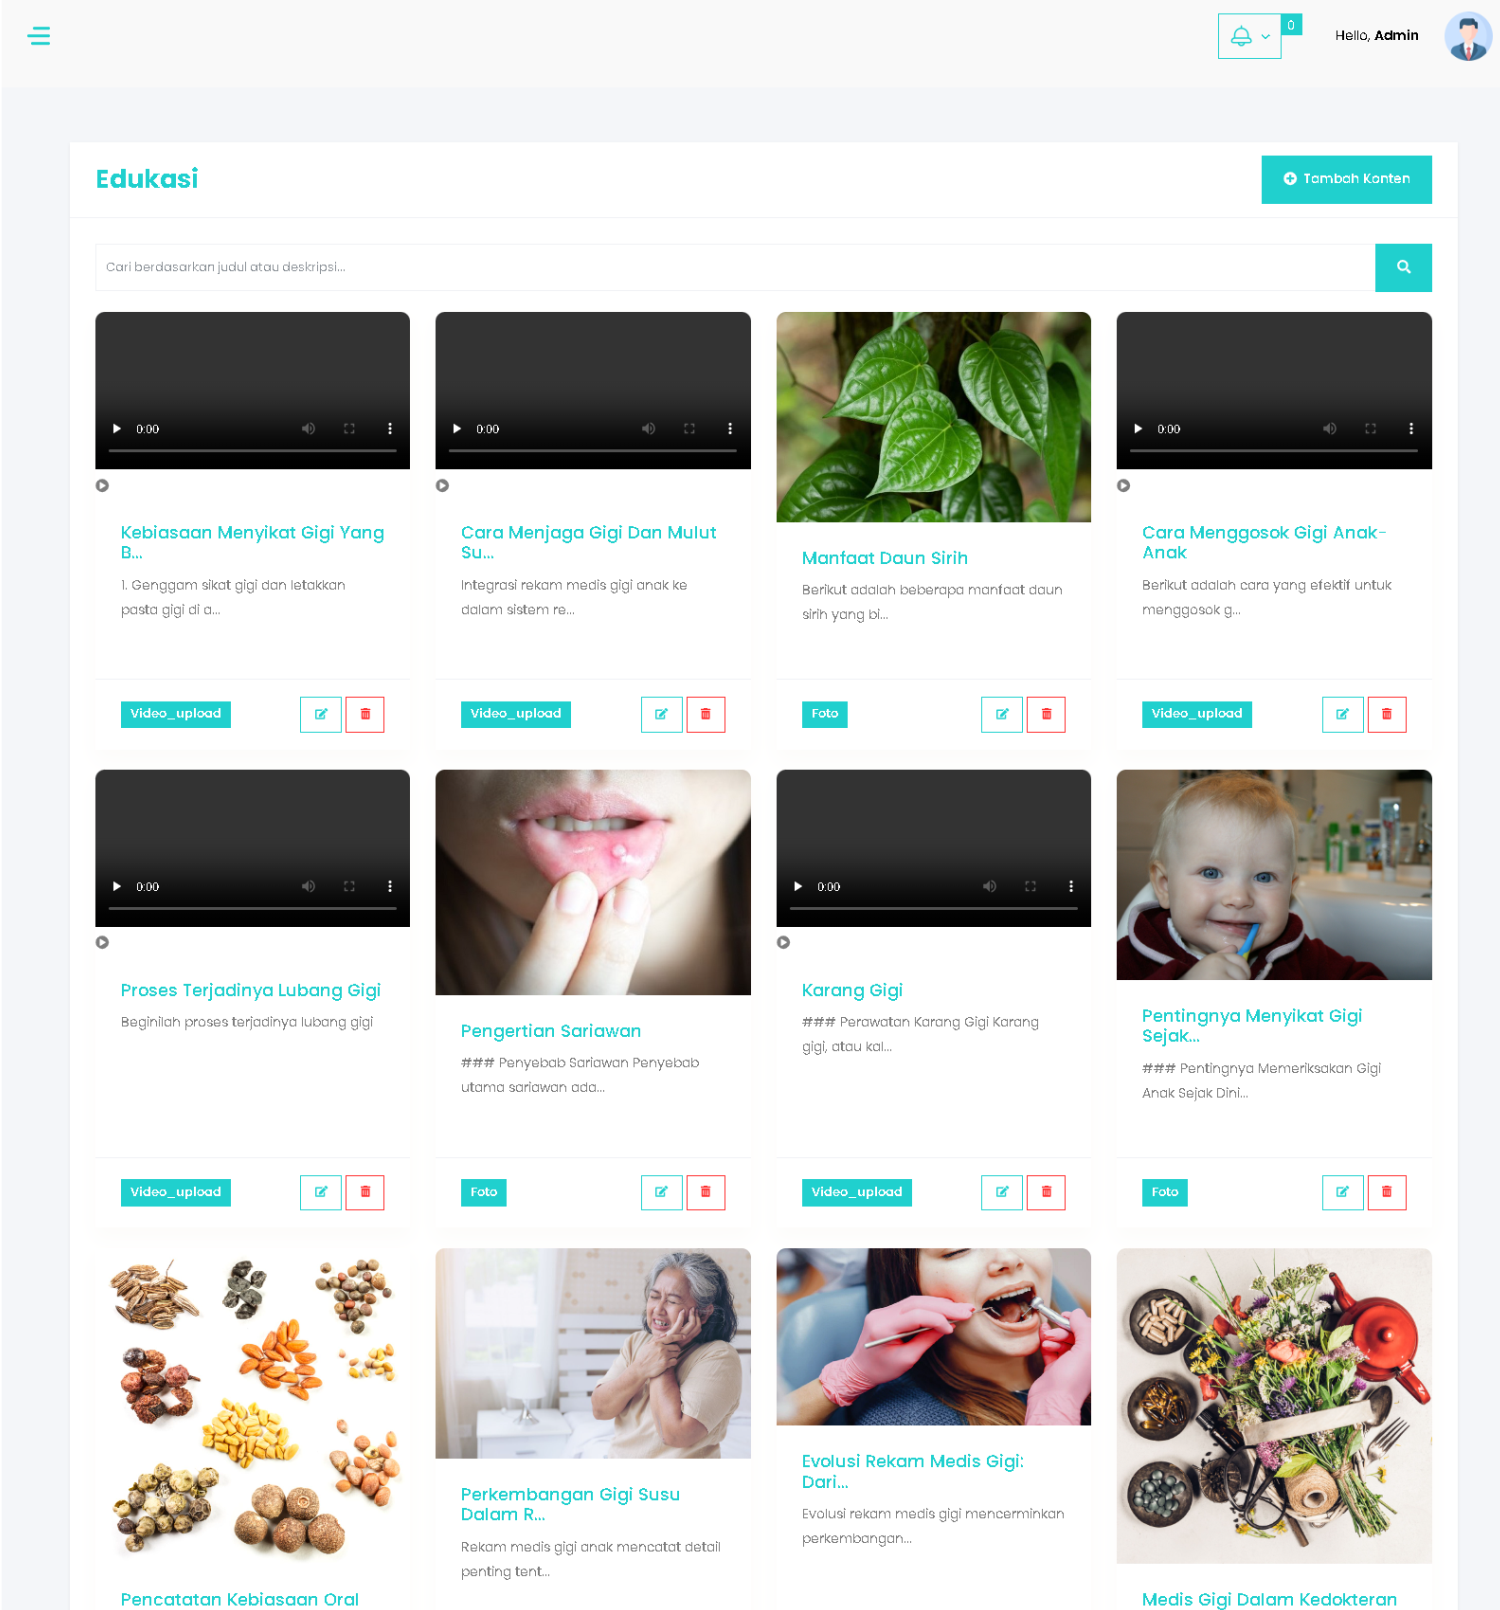 0
Hello, Admin
Edukasi
Tambah Konten
Cari berdasarkan judul atau deskripsi...
0:00
0:00
0:00
Kebiasaan Menyikat Gigi Yang
B...
1. Genggam sikat gigi dan letakkan
pasta gigi di a...
Cara Menjaga Gigi Dan Mulut
Su...
Integrasi rekam medis gigi anak ke
dalam sistem re...
Manfaat Daun Sirih
Berikut adalah beberapa manfaat daun
sirih yang bi...
Cara Menggosok Gigi Anak-
Anak
Berikut adalah cara yang efektif untuk
menggosok g...
Video_upload
Video_upload
Foto
Video_upload
0:00
0:00
Proses Terjadinya Lubang Gigi
Beginilah proses terjadinya lubang gigi
Pengertian Sariawan
### Penyebab Sariawan Penyebab
utama sariawan ada...
Karang Gigi
### Perawatan Karang Gigi Karang
gigi, atau kal...
Pentingnya Menyikat Gigi
Sejak...
### Pentingnya Memeriksakan Gigi
Anak Sejak Dini...
Video_upload
Foto
Video_upload
Foto
Pencatatan Kebiasaan Oral
Perkembangan Gigi Susu
Dalam R...
Rekam medis gigi anak mencatat detail
penting tent...
Evolusi Rekam Medis Gigi:
Dari...
Evolusi rekam medis gigi mencerminkan
perkembangan...
Medis Gigi Dalam Kedokteran